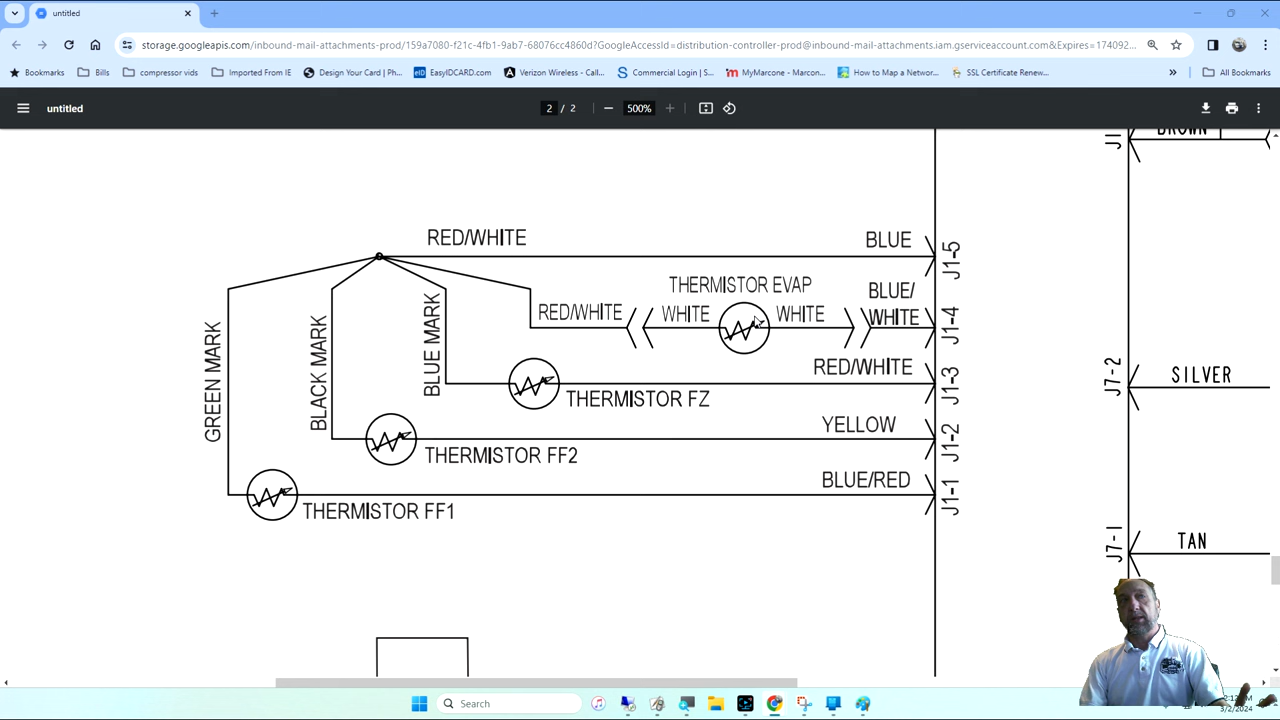 untitled
storage.googleapis.com/inbound-mail-attachments-prod/159a7080-f21c-4fb1-9ab7-68b76cc4860d?GoogleAccessId=distribution-controller-prod@inbound-mail-attachments.iam.gserviceaccount.com&Expires=174092...
Bookmarks Bills compressor vids Imported From IE Design Your Card | Ph... eID EasyIDCARD.com Verizon Wireless - Call... Commercial Login | S... MyMarcone - Marcon... How to Map a Networ... SSL Certificate Renew... » All Bookmarks
untitled 2 / 2 500%
BROWN
J1
RED/WHITE BLUE J1-5
THERMISTOR EVAP BLUE/
RED/WHITE WHITE WHITE WHITE J1-4
GREEN MARK
BLACK MARK
BLUE MARK
RED/WHITE J1-3
THERMISTOR FZ
J7-2 SILVER
YELLOW J1-2
THERMISTOR FF2
BLUE/RED J1-1
THERMISTOR FF1
J7-1 TAN
Search
3/2/2024